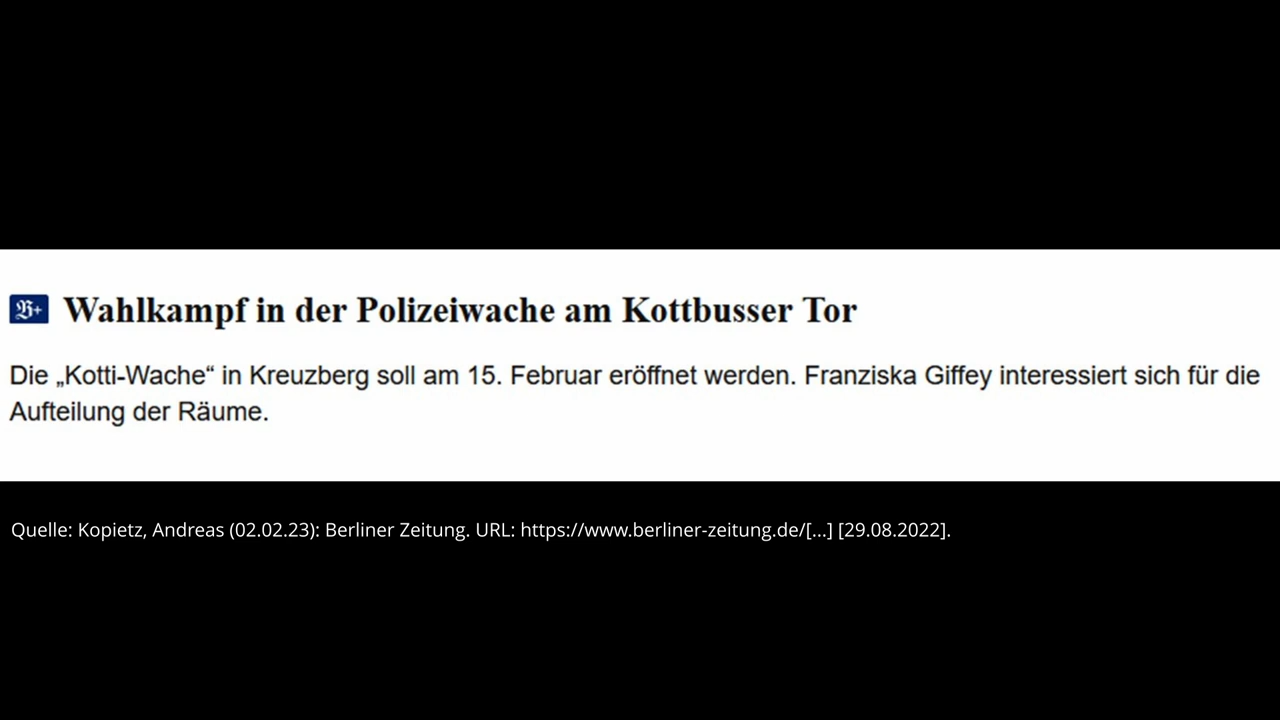 B+ Wahlkampf in der Polizeiwache am Kottbusser Tor
Die „Kotti-Wache“ in Kreuzberg soll am 15. Februar eröffnet werden. Franziska Giffey interessiert sich für die
Aufteilung der Räume.
Quelle: Kopietz, Andreas (02.02.23): Berliner Zeitung. URL: https://www.berliner-zeitung.de/[...] [29.08.2022].